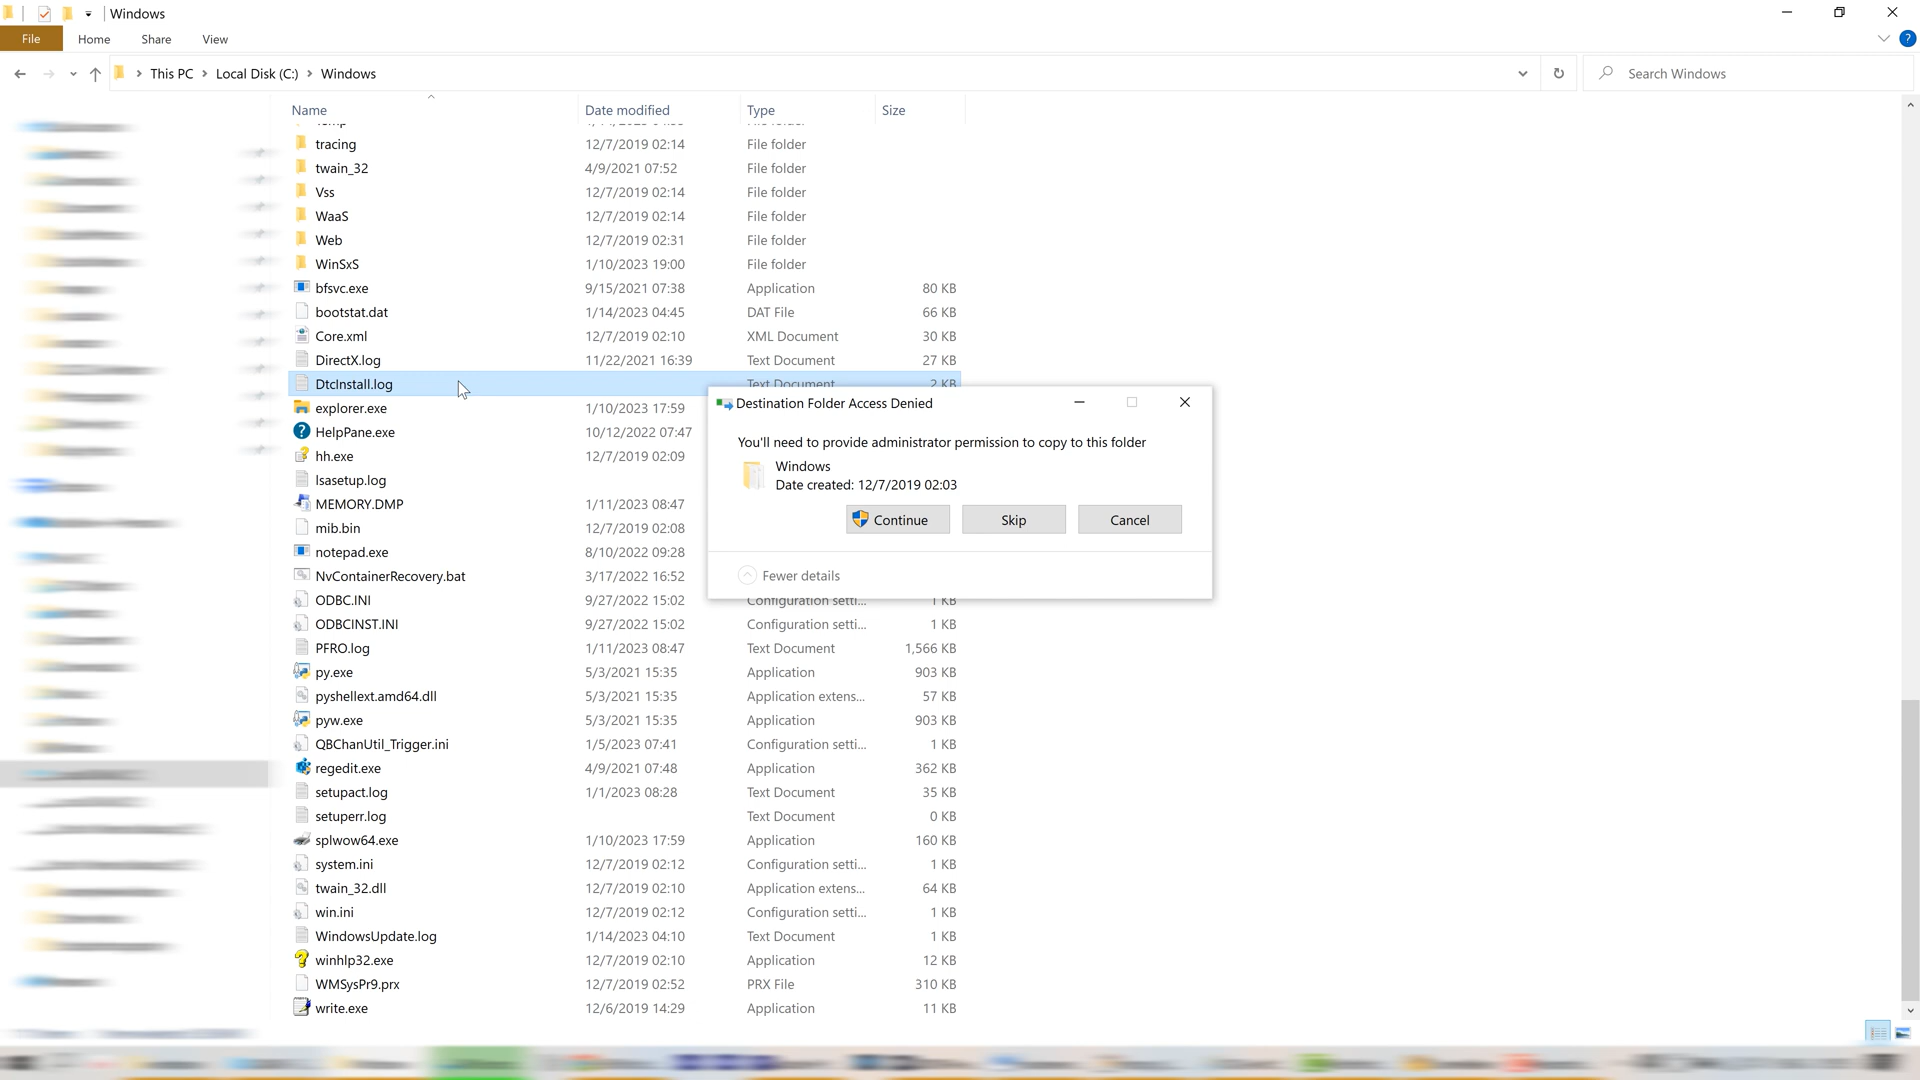 Windows
File Home Share View
This PC > Local Disk (C:) > Windows
Search Windows
Name Date modified Type Size
tracing 12/7/2019 02:14 File folder
twain_32 4/9/2021 07:52 File folder
Vss 12/7/2019 02:14 File folder
WaaS 12/7/2019 02:14 File folder
Web 12/7/2019 02:31 File folder
WinSxS 1/10/2023 19:00 File folder
bfsvc.exe 9/15/2021 07:38 Application 80 KB
bootstat.dat 1/14/2023 04:45 DAT File 66 KB
Core.xml 12/7/2019 02:10 XML Document 30 KB
DirectX.log 11/22/2021 16:39 Text Document 27 KB
DtcInstall.log Text Document 2 KB
explorer.exe 1/10/2023 17:59
HelpPane.exe 10/12/2022 07:47
hh.exe 12/7/2019 02:09
lsasetup.log
MEMORY.DMP 1/11/2023 08:47
mib.bin 12/7/2019 02:08
notepad.exe 8/10/2022 09:28
NvContainerRecovery.bat 3/17/2022 16:52
ODBC.INI 9/27/2022 15:02 Configuration setti... 1 KB
ODBCINST.INI 9/27/2022 15:02 Configuration setti... 1 KB
PFRO.log 1/11/2023 08:47 Text Document 1,566 KB
py.exe 5/3/2021 15:35 Application 903 KB
pyshellext.amd64.dll 5/3/2021 15:35 Application extens... 57 KB
pyw.exe 5/3/2021 15:35 Application 903 KB
QBChanUtil_Trigger.ini 1/5/2023 07:41 Configuration setti... 1 KB
regedit.exe 4/9/2021 07:48 Application 362 KB
setupact.log 1/1/2023 08:28 Text Document 35 KB
setuperr.log Text Document 0 KB
splwow64.exe 1/10/2023 17:59 Application 160 KB
system.ini 12/7/2019 02:12 Configuration setti... 1 KB
twain_32.dll 12/7/2019 02:10 Application extens... 64 KB
win.ini 12/7/2019 02:12 Configuration setti... 1 KB
WindowsUpdate.log 1/14/2023 04:10 Text Document 1 KB
winhlp32.exe 12/7/2019 02:10 Application 12 KB
WMSysPr9.prx 12/7/2019 02:52 PRX File 310 KB
write.exe 12/6/2019 14:29 Application 11 KB
Destination Folder Access Denied
You'll need to provide administrator permission to copy to this folder
Windows
Date created: 12/7/2019 02:03
Continue Skip Cancel
Fewer details